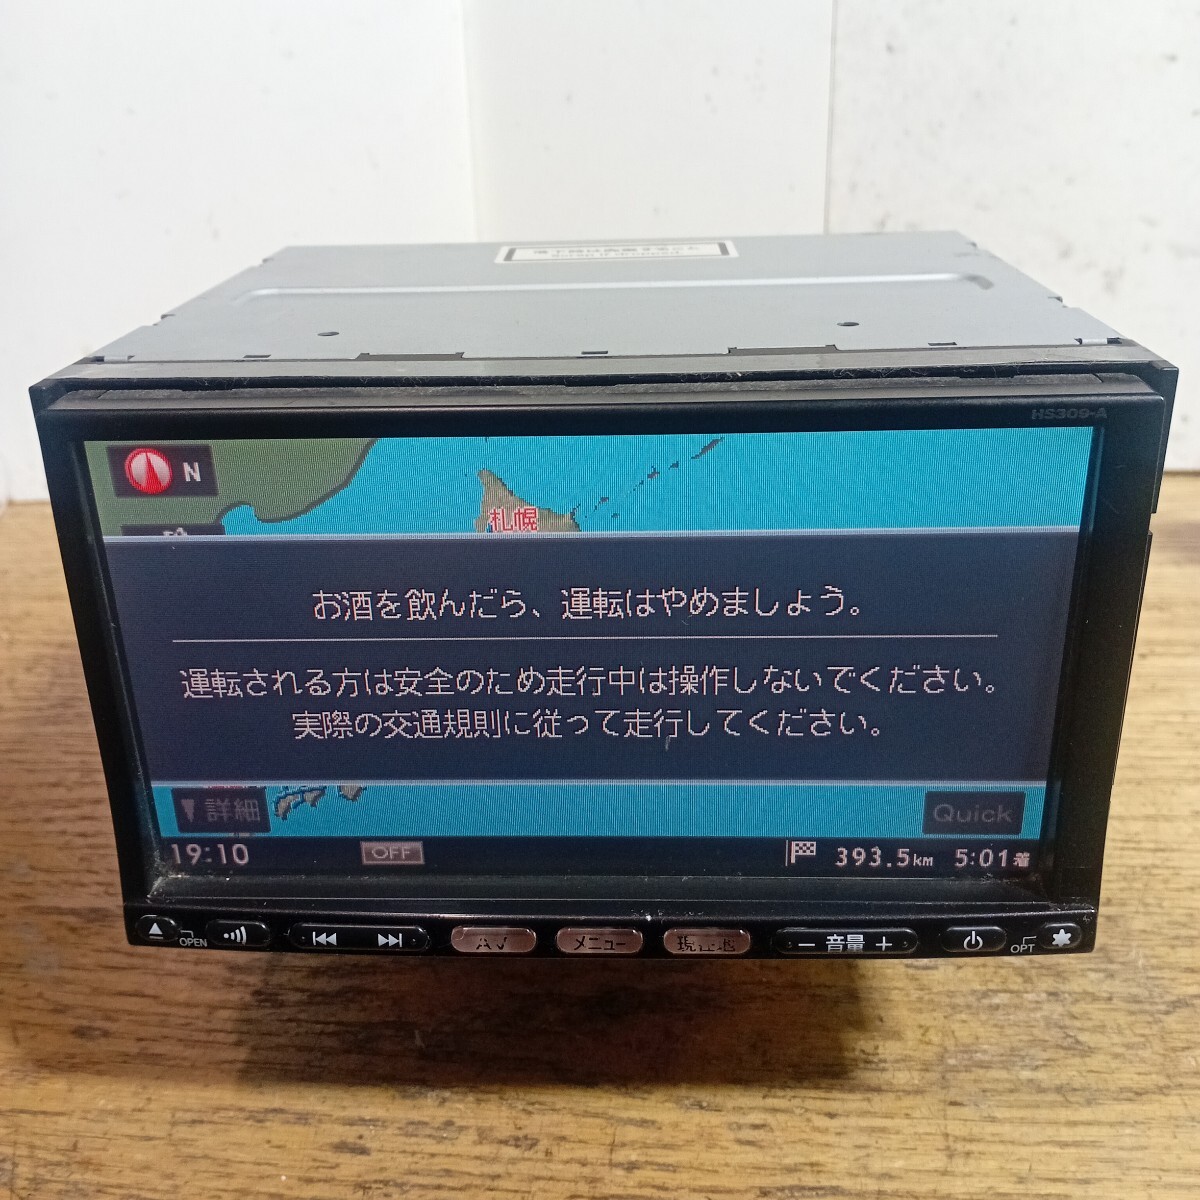 HS309-A
N
札幌
お酒を飲んだら、運転はやめましょう。
運転される方は安全のため走行中は操作しないでください。
実際の交通規則に従って走行してください。
詳細
Quick
19:10
OFF
393.5km
5:01着
OPEN
AV
メニュー
現在地
音量
OPT